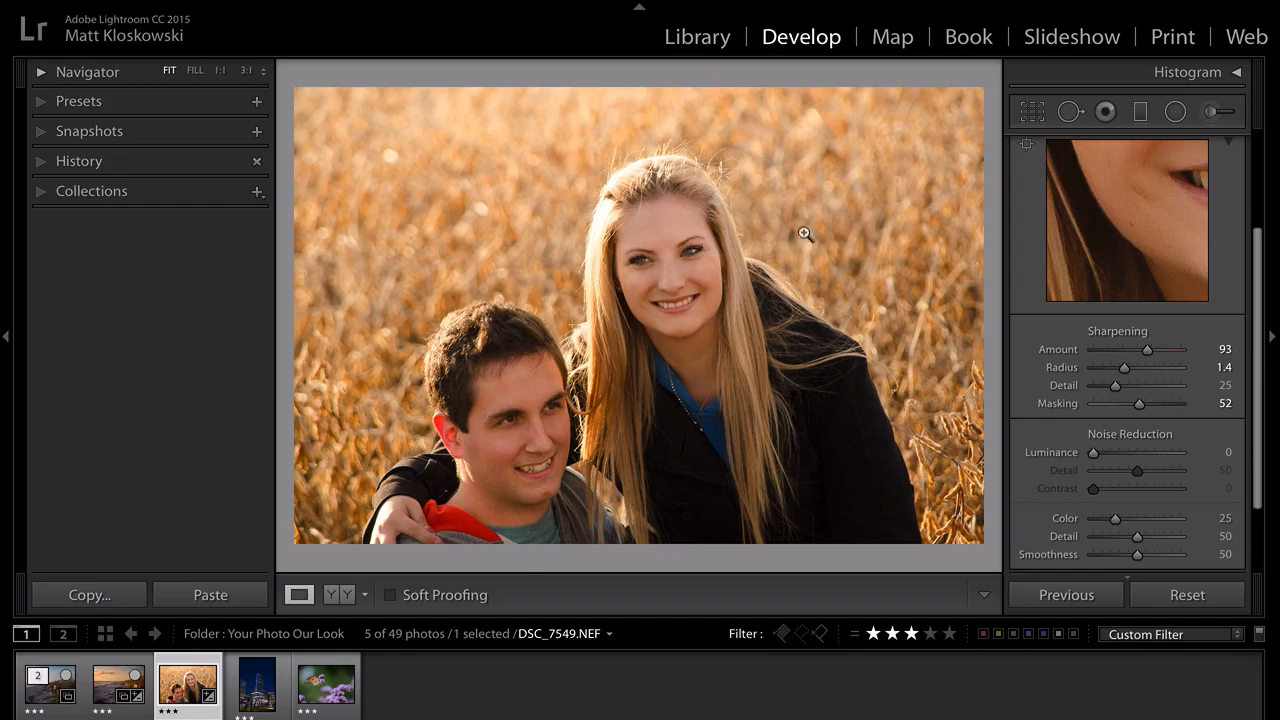 Lr
Adobe Lightroom CC 2015
Matt Kloskowski
Library | Develop | Map | Book | Slideshow | Print | Web
Navigator FIT FILL 1:1 3:1
Presets
Snapshots
History
Collections
Copy... Paste
Histogram
Sharpening
Amount 93
Radius 1.4
Detail 25
Masking 52
Noise Reduction
Luminance 0
Detail 50
Contrast 0
Color 25
Detail 50
Smoothness 50
Y Y Soft Proofing
Previous Reset
1 2 Folder : Your Photo Our Look 5 of 49 photos / 1 selected / DSC_7549.NEF Filter : Custom Filter
2